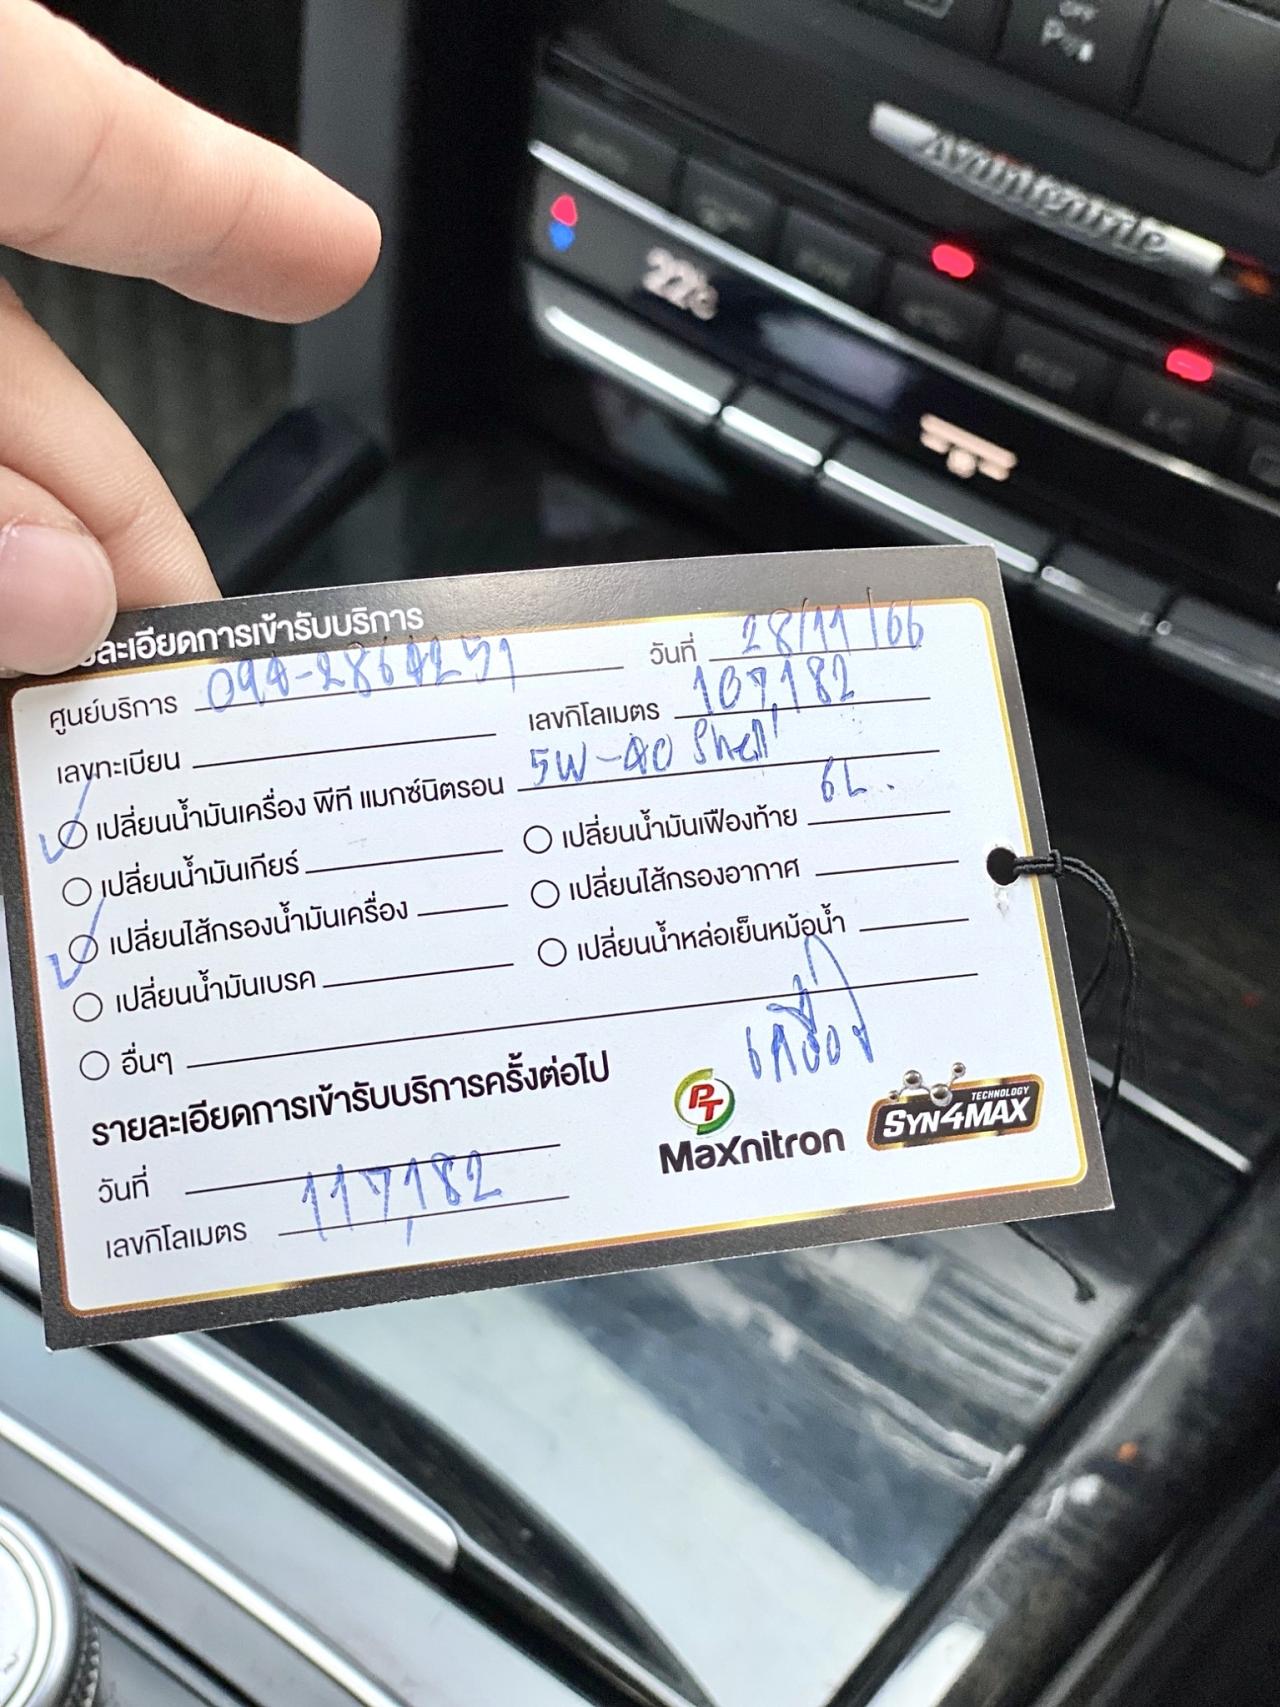 OFF
Avantgarde
22°c
ละเอียดการเข้ารับบริการ
ศูนย์บริการ วันที่ 28/11/66
เลขทะเบียน เลขกิโลเมตร 107,182
เปลี่ยนน้ำมันเครื่อง พีที แมกซ์นิตรอน 5W-40 Shell
6L.
เปลี่ยนน้ำมันเกียร์ เปลี่ยนน้ำมันเฟืองท้าย
เปลี่ยนไส้กรองน้ำมันเครื่อง เปลี่ยนไส้กรองอากาศ
เปลี่ยนน้ำมันเบรค เปลี่ยนน้ำหล่อเย็นหม้อน้ำ
อื่นๆ
รายละเอียดการเข้ารับบริการครั้งต่อไป
วันที่
เลขกิโลเมตร 117,182
PT
Maxnitron
TECHNOLOGY
SYN4MAX